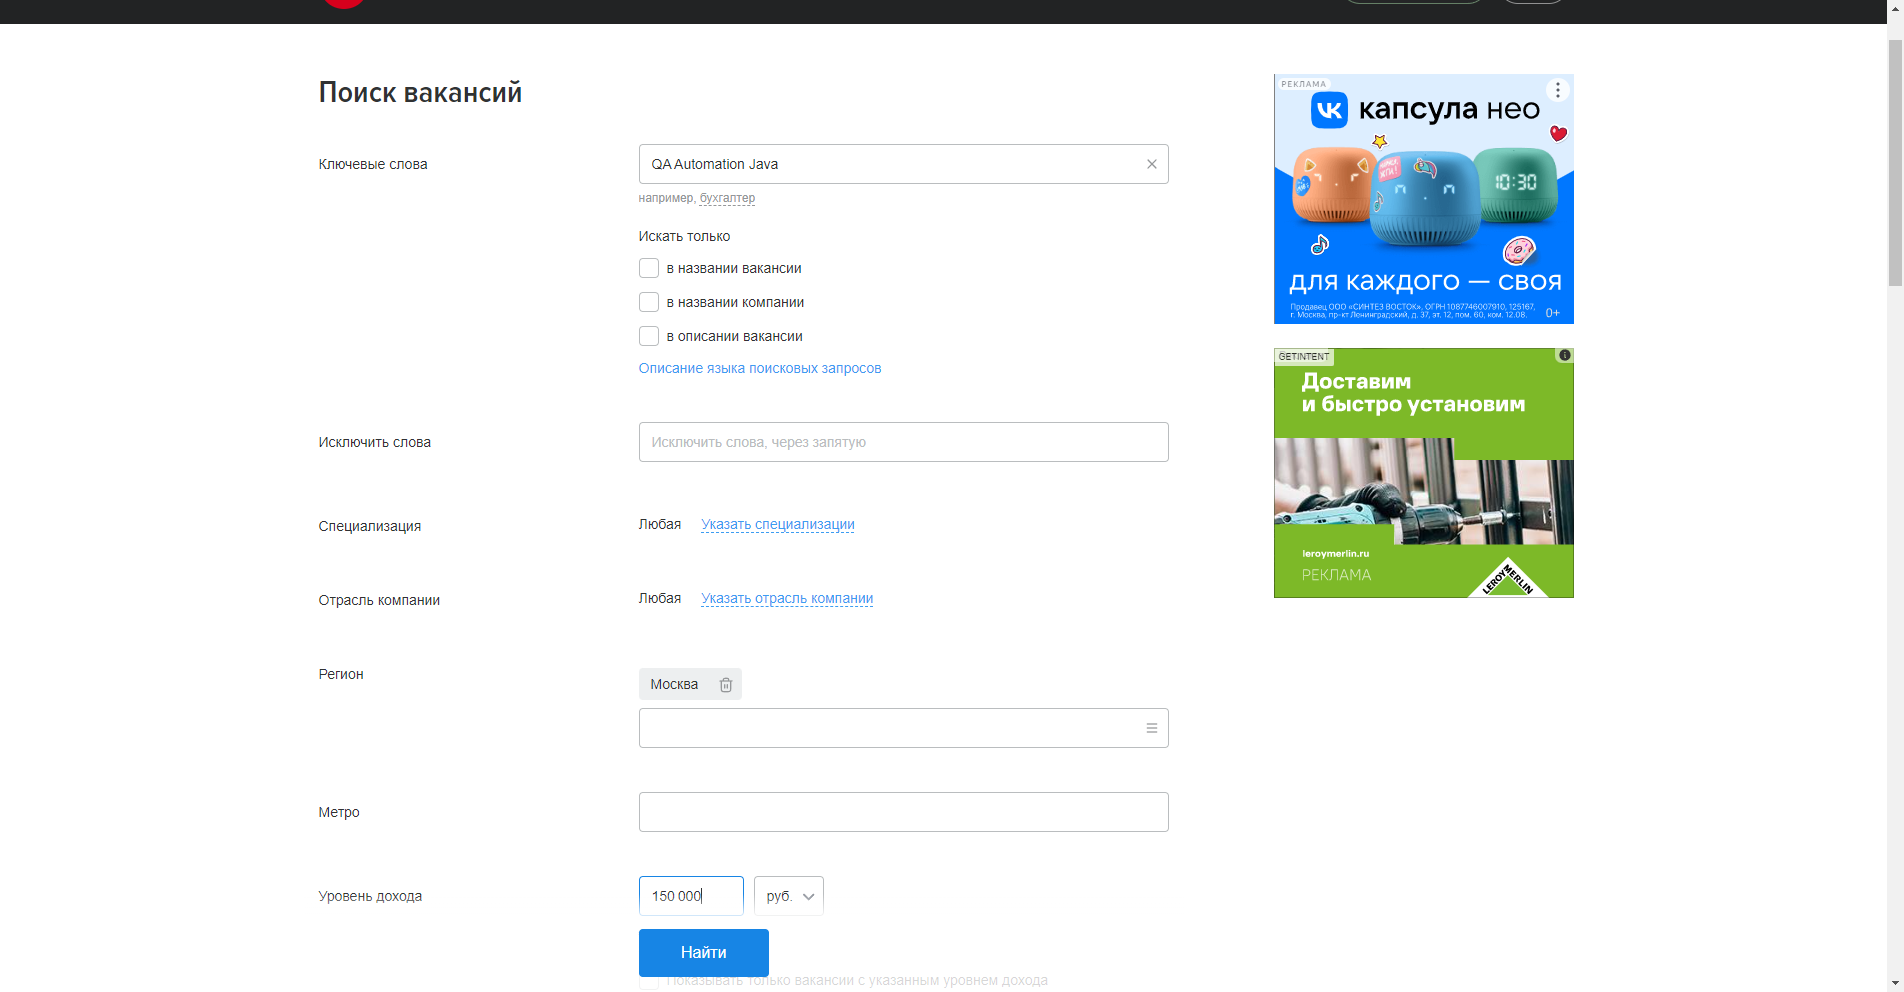 Поиск вакансий
Ключевые слова
QA Automation Java
например, бухгалтер
Искать только
в названии вакансии
в названии компании
в описании вакансии
Описание языка поисковых запросов
Исключить слова
Исключить слова, через запятую
Специализация
Любая Указать специализации
Отрасль компании
Любая Указать отрасль компании
Регион
Москва
Метро
Уровень дохода
150 000 руб.
Найти
Показывать только вакансии с указанным уровнем дохода
РЕКЛАМА
капсула нео
10:30
для каждого — своя
Продавец ООО «СИНТЕЗ ВОСТОК», ОГРН 1087746007910, 125167,
г. Москва, пр-кт Ленинградский, д. 37, эт. 12, пом. 60, ком. 12.08.
0+
GETINTENT
Доставим
и быстро установим
leroymerlin.ru
РЕКЛАМА
LEROY MERLIN